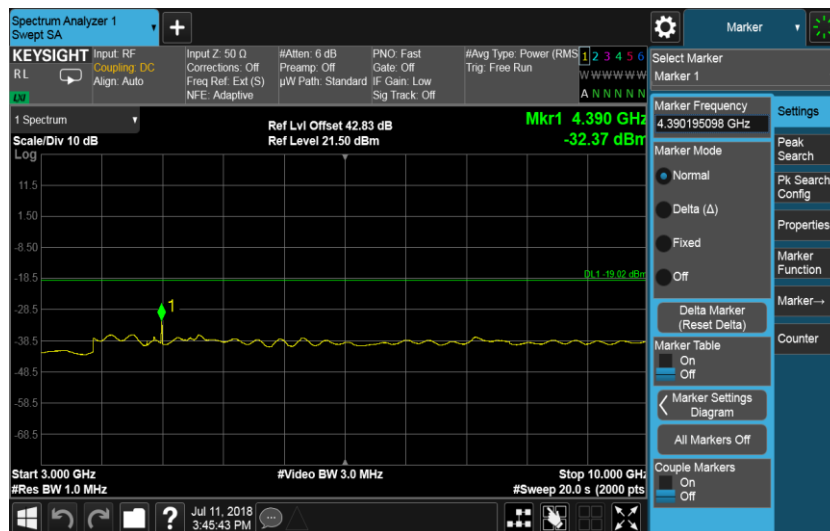 Spectrum Analyzer 1
Swept SA
+
Marker
KEYSIGHT
RL
LXI
Input: RF
Coupling: DC
Align: Auto
Input Z: 50 Ω
Corrections: Off
Freq Ref: Ext (S)
NFE: Adaptive
#Atten: 6 dB
Preamp: Off
µW Path: Standard
PNO: Fast
Gate: Off
IF Gain: Low
Sig Track: Off
#Avg Type: Power (RMS
Trig: Free Run
1 2 3 4 5 6
W W W W W W
A N N N N N
Select Marker
Marker 1
1 Spectrum
Scale/Div 10 dB
Log
Ref Lvl Offset 42.83 dB
Ref Level 21.50 dBm
Mkr1 4.390 GHz
-32.37 dBm
11.5
1.50
-8.50
-18.5
-28.5
-38.5
-48.5
-58.5
-68.5
DL1 -19.02 dBm
1
Start 3.000 GHz
#Res BW 1.0 MHz
#Video BW 3.0 MHz
Stop 10.000 GHz
#Sweep 20.0 s (2000 pts
Marker Frequency
4.390195098 GHz
Marker Mode
Normal
Delta (Δ)
Fixed
Off
Delta Marker
(Reset Delta)
Marker Table
On
Off
Marker Settings
Diagram
All Markers Off
Couple Markers
On
Off
Settings
Peak
Search
Pk Search
Config
Properties
Marker
Function
Marker→
Counter
?
Jul 11, 2018
3:45:43 PM